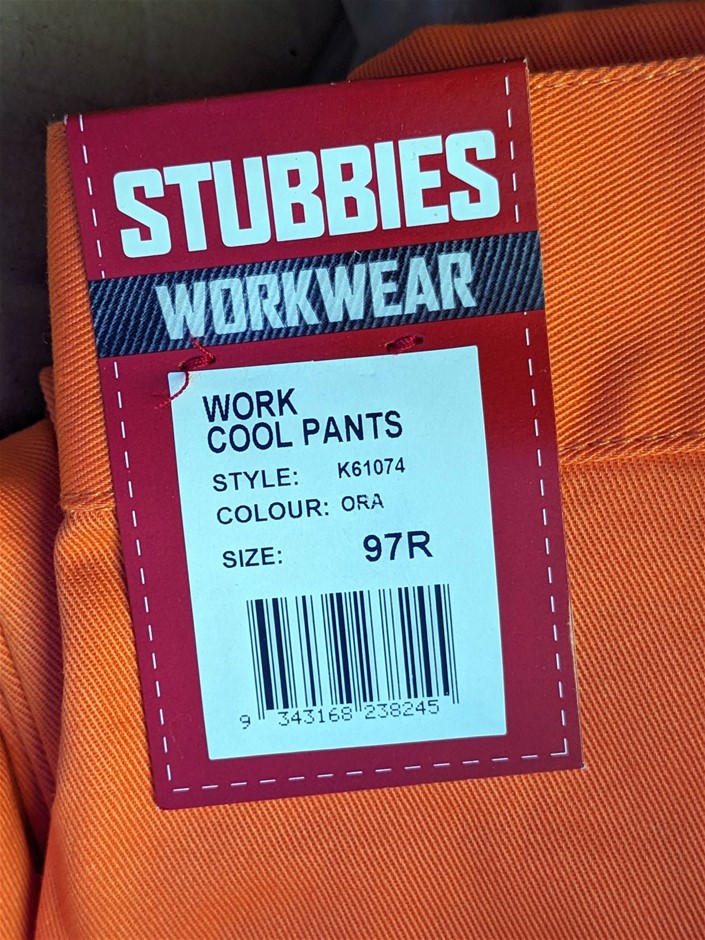 STUBBIES
WORKWEAR
WORK
COOL PANTS
STYLE: K61074
COLOUR: ORA
SIZE: 97R
9 343168 238245